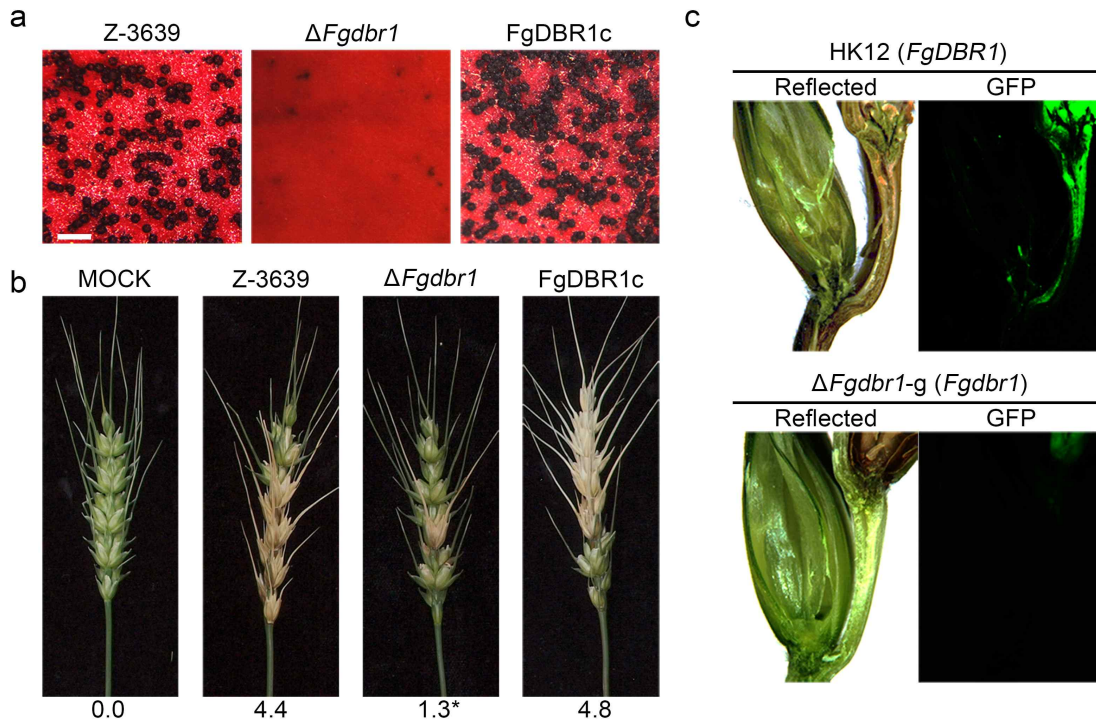 a
Z-3639 ΔFgdbr1 FgDBR1c
b
MOCK Z-3639 ΔFgdbr1 FgDBR1c
0.0 4.4 1.3* 4.8
c
HK12 (FgDBR1)
Reflected GFP
ΔFgdbr1-g (Fgdbr1)
Reflected GFP